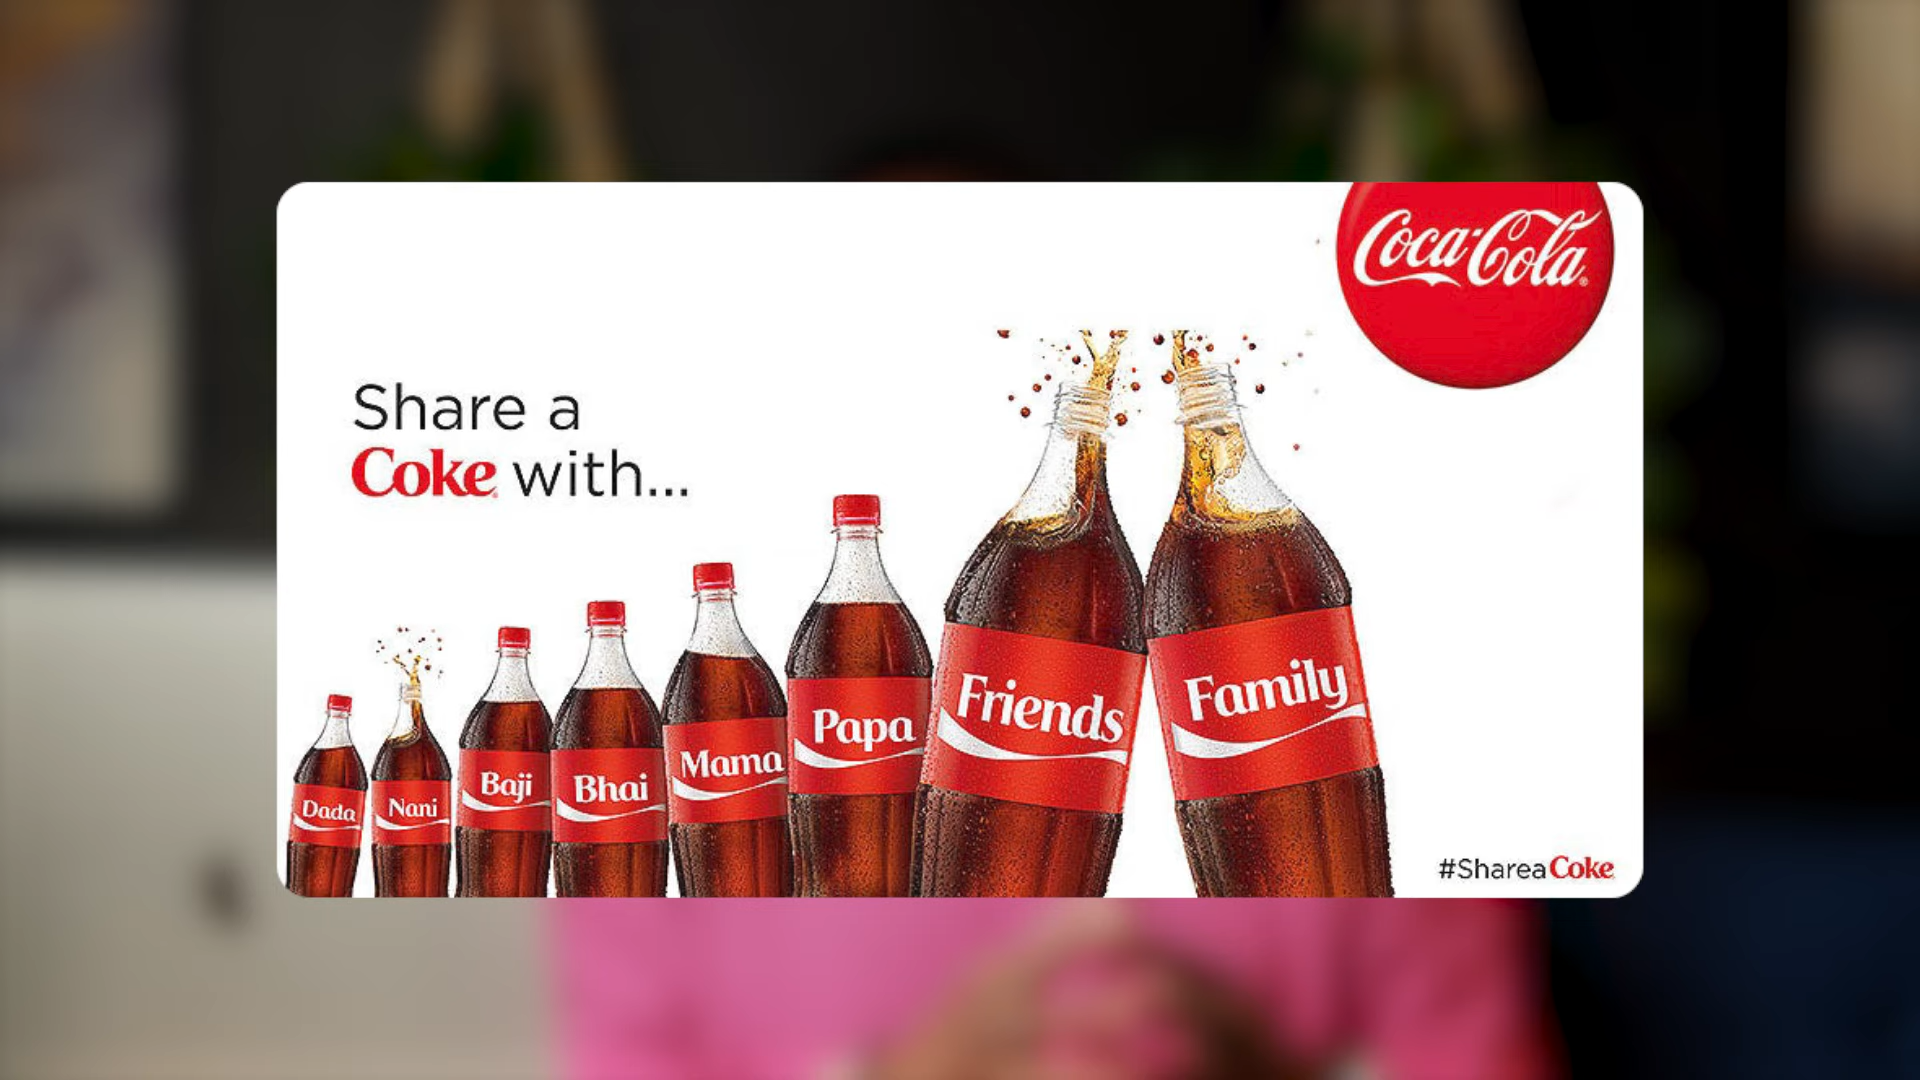 Coca-Cola
Share a
Coke with...
Dada
Nani
Baji
Bhai
Mama
Papa
Friends
Family
#ShareaCoke